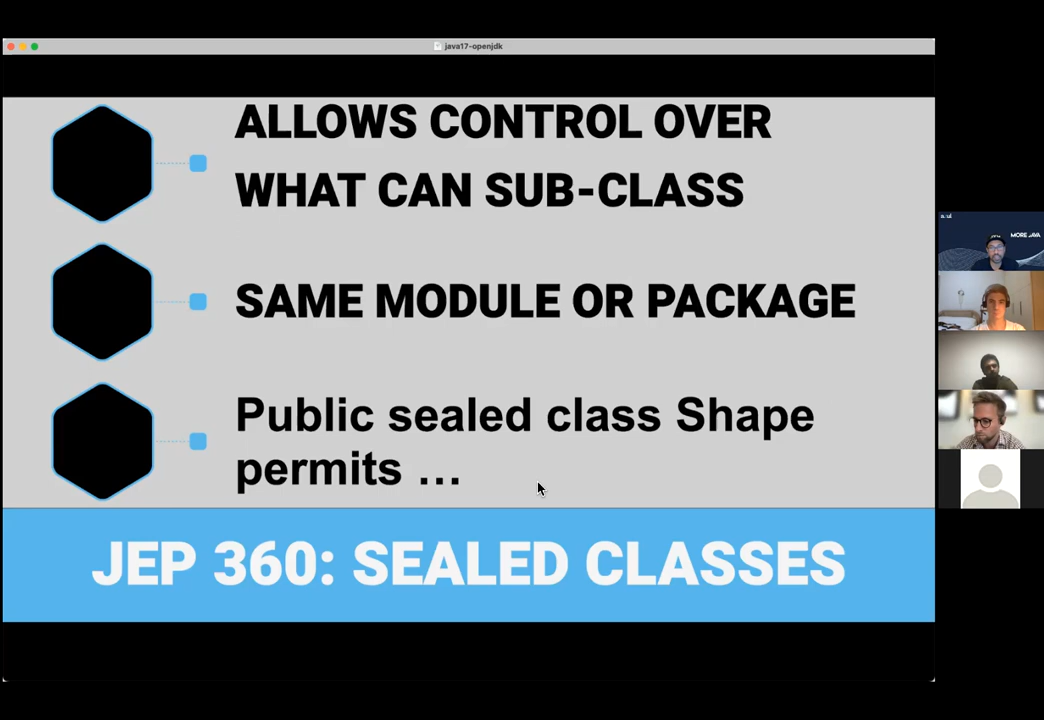 java17-openjdk
ALLOWS CONTROL OVER
WHAT CAN SUB-CLASS
SAME MODULE OR PACKAGE
Public sealed class Shape
permits ...
JEP 360: SEALED CLASSES
MORE JAVA